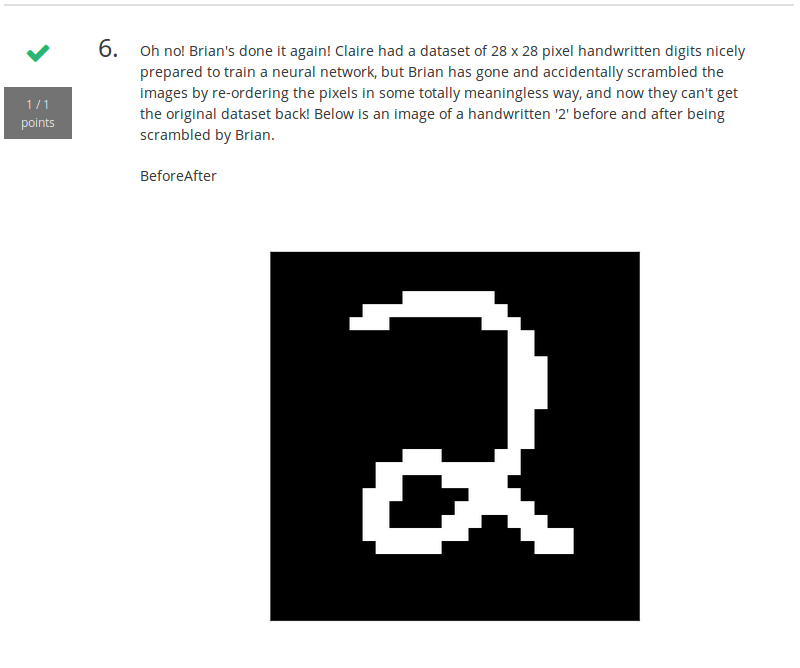 6.
Oh no! Brian's done it again! Claire had a dataset of 28 x 28 pixel handwritten digits nicely
prepared to train a neural network, but Brian has gone and accidentally scrambled the
images by re-ordering the pixels in some totally meaningless way, and now they can't get
the original dataset back! Below is an image of a handwritten '2' before and after being
scrambled by Brian.
1 / 1
points
BeforeAfter
2